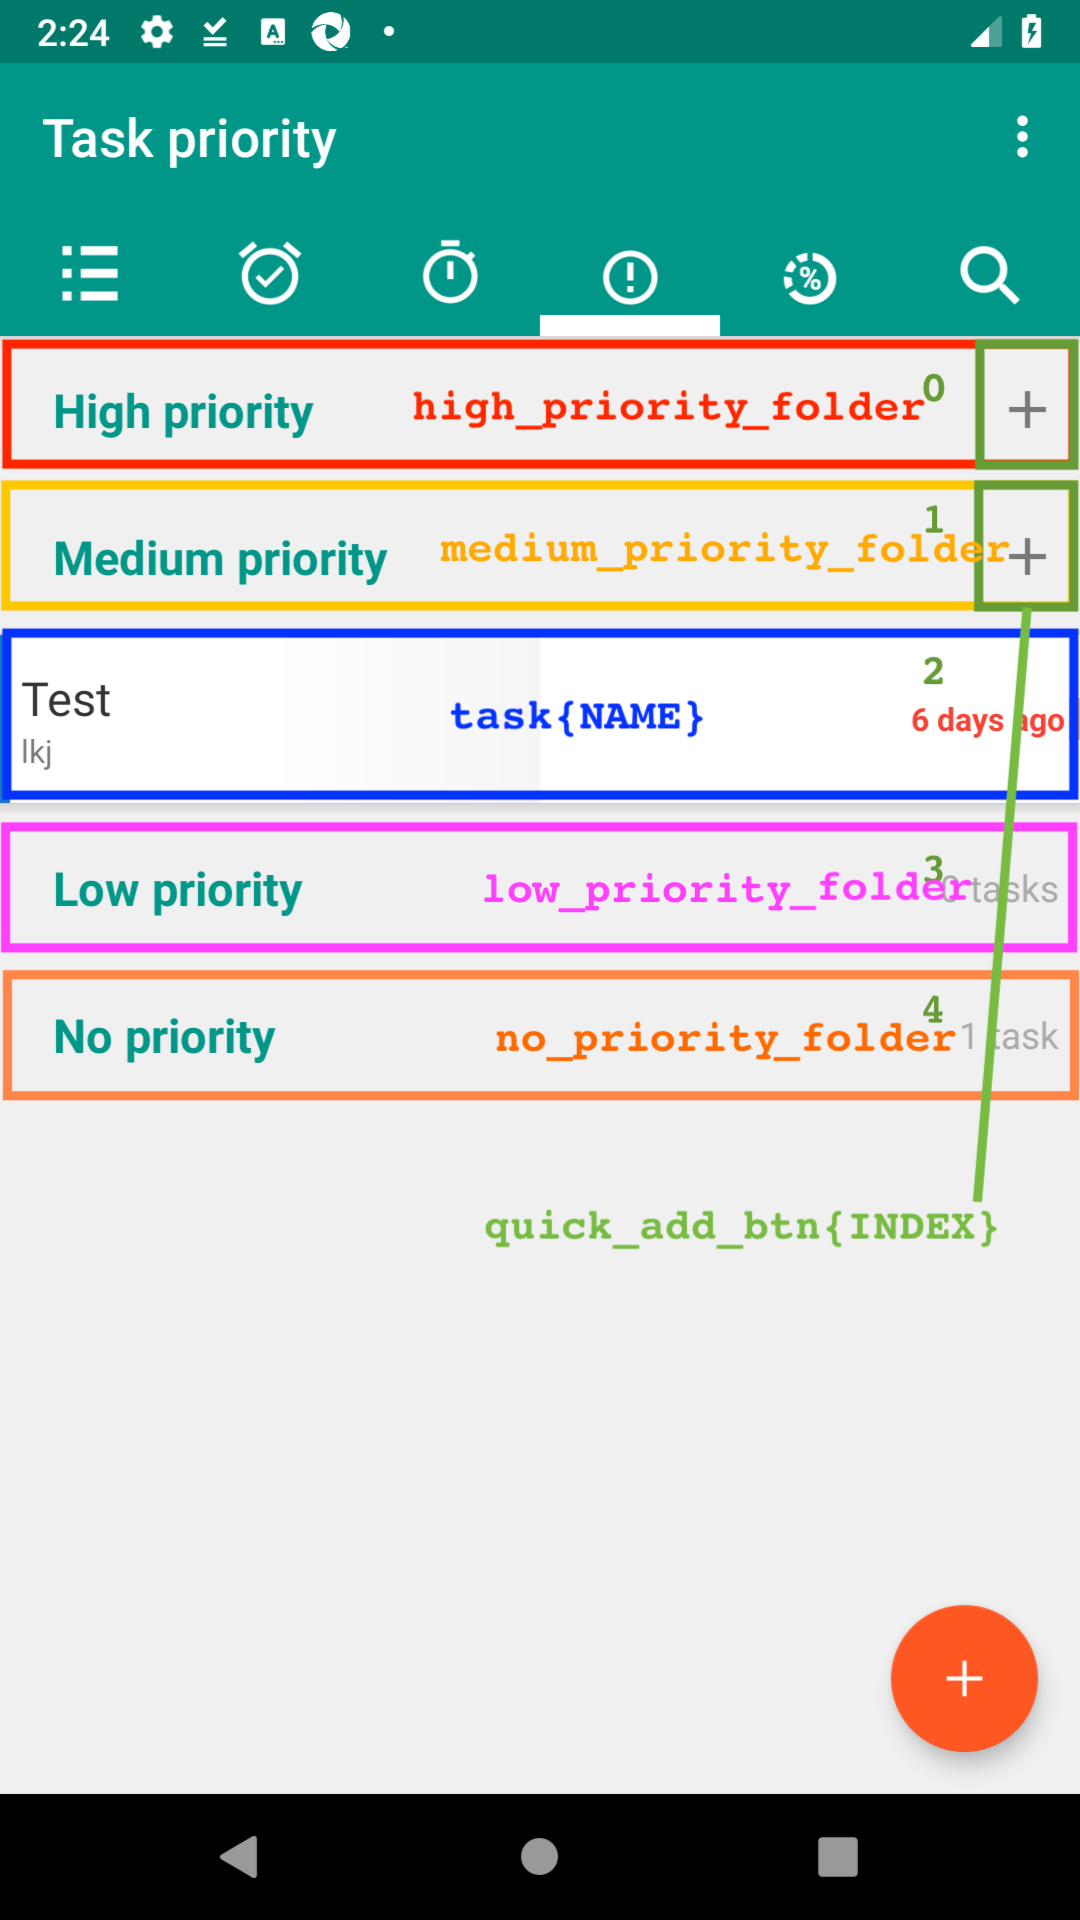 2:24
Task priority
High priority high_priority_folder 0
Medium priority medium_priority_folder 1
Test
lkj
task{NAME}
2
6 days ago
Low priority low_priority_folder 3 0 tasks
No priority no_priority_folder 4 1 task
quick_add_btn{INDEX}